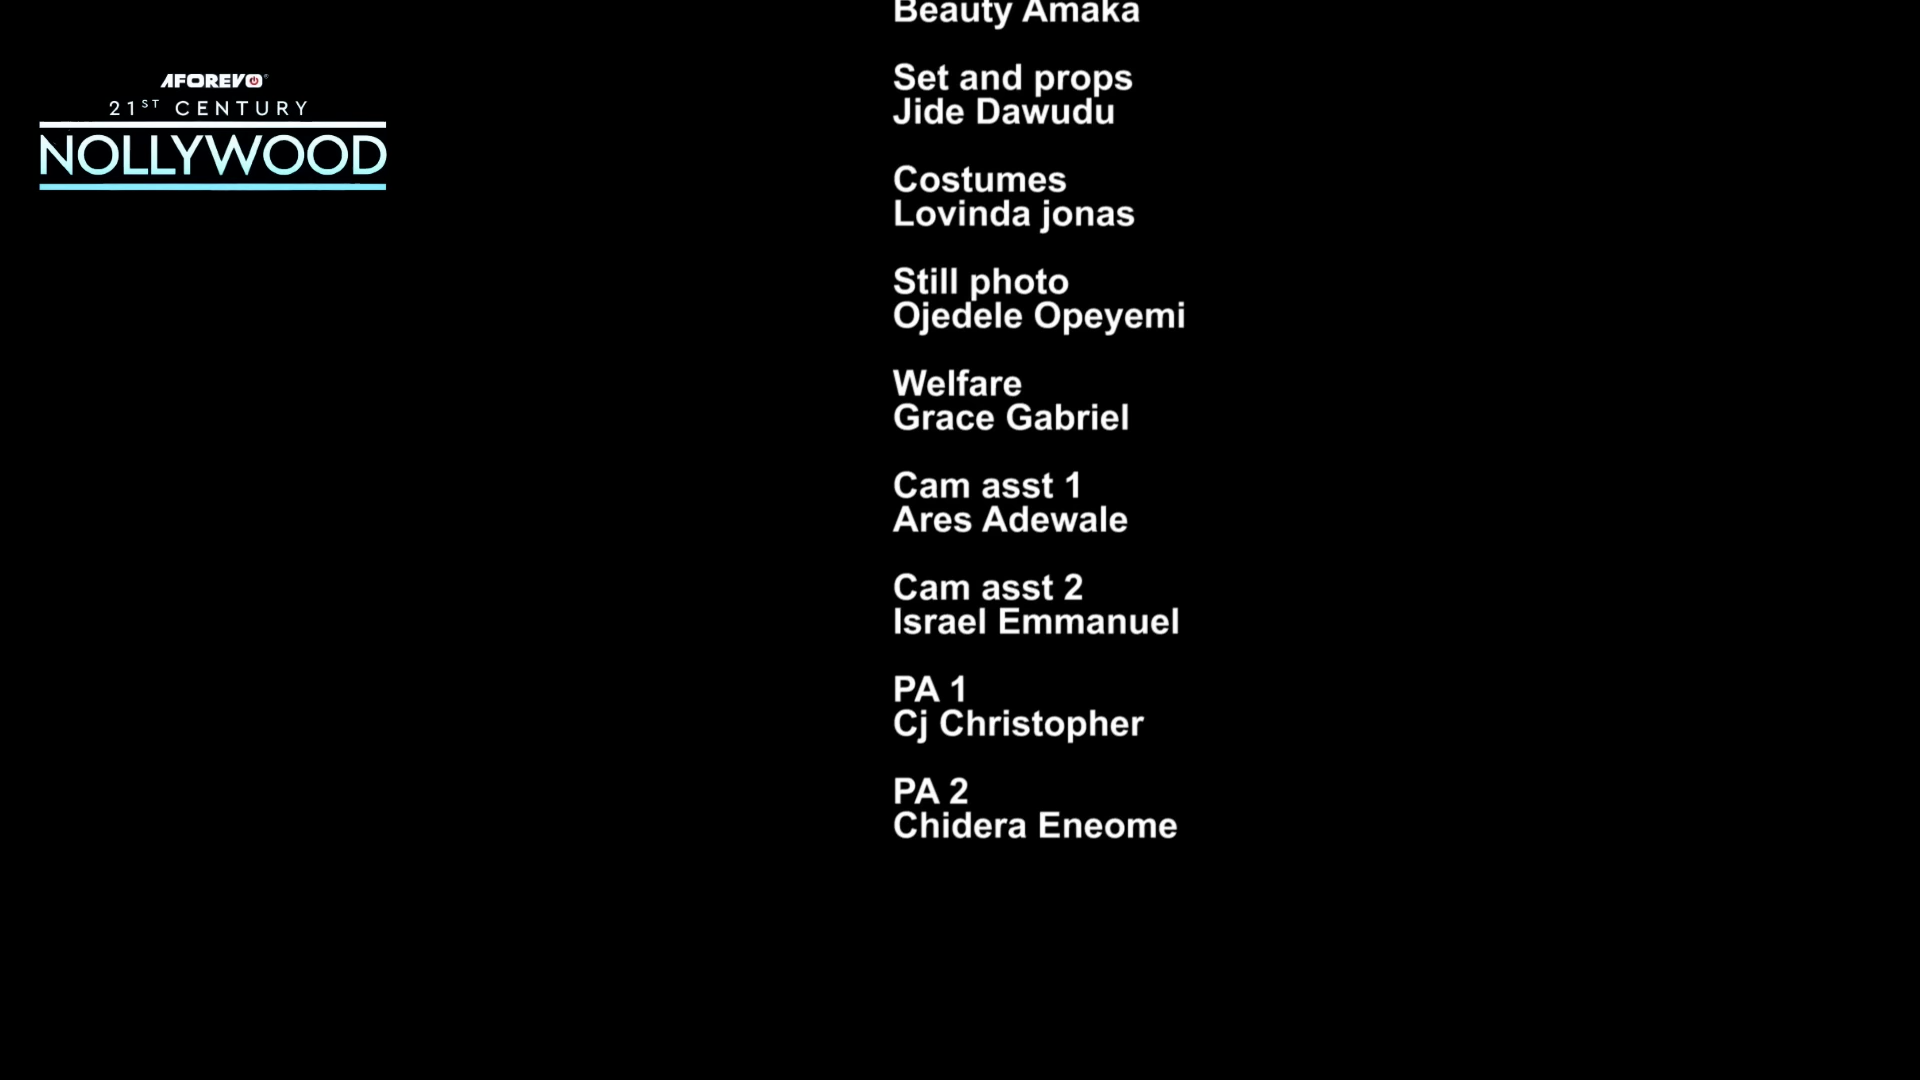 AFOREVO
21ST CENTURY
NOLLYWOOD
Beauty Amaka
Set and props
Jide Dawudu
Costumes
Lovinda jonas
Still photo
Ojedele Opeyemi
Welfare
Grace Gabriel
Cam asst 1
Ares Adewale
Cam asst 2
Israel Emmanuel
PA 1
Cj Christopher
PA 2
Chidera Eneome